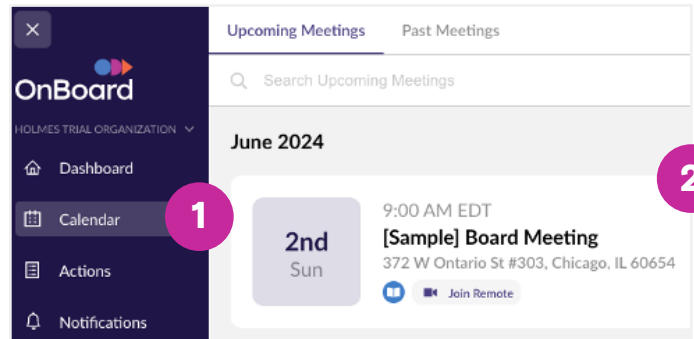 OnBoard
HOLMES TRIAL ORGANIZATION
Dashboard
Calendar
Actions
Notifications
1
Upcoming Meetings
Past Meetings
Search Upcoming Meetings
June 2024
2nd
Sun
9:00 AM EDT
[Sample] Board Meeting
372 W Ontario St #303, Chicago, IL 60654
Join Remote
2